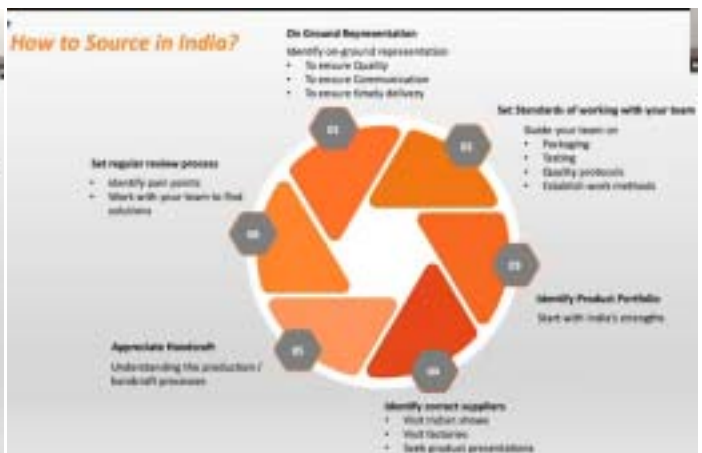 How to Source in India?
On Ground Representation
Identify on-ground representation
• To ensure Quality
• To ensure Communication
• To ensure timely delivery
01
Set Standards of working with your team
Guide your team on
• Packaging
• Testing
• Quality protocols
• Establish work methods
02
03
Identify Product Portfolio
Start with India's strengths
04
Identify correct suppliers
• Visit Indian shows
• Visit factories
• Seek product presentations
05
Appreciate Handcraft
Understanding the production /
handcraft processes
06
Set regular review process
• Identify pain points
• Work with your team to find
solutions